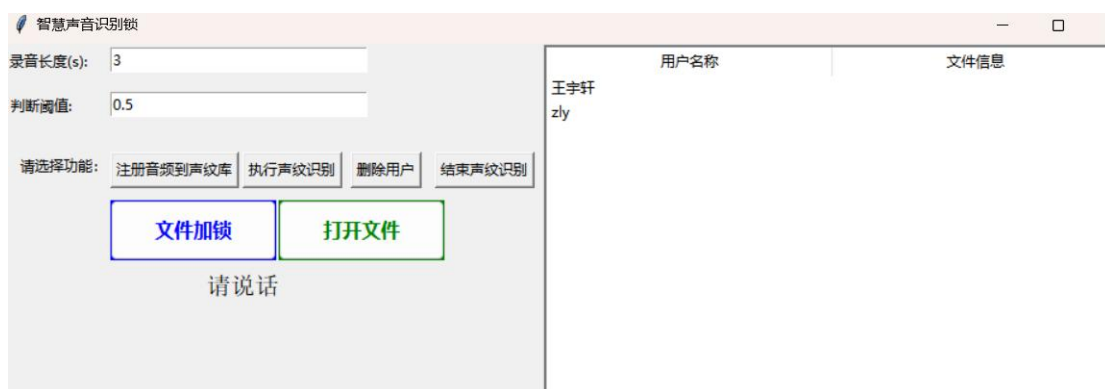 智慧声音识别锁
录音长度(s): 3
判断阈值: 0.5
请选择功能: 注册音频到声纹库 执行声纹识别 删除用户 结束声纹识别
文件加锁 打开文件
请说话
用户名称 文件信息
王宇轩
zly